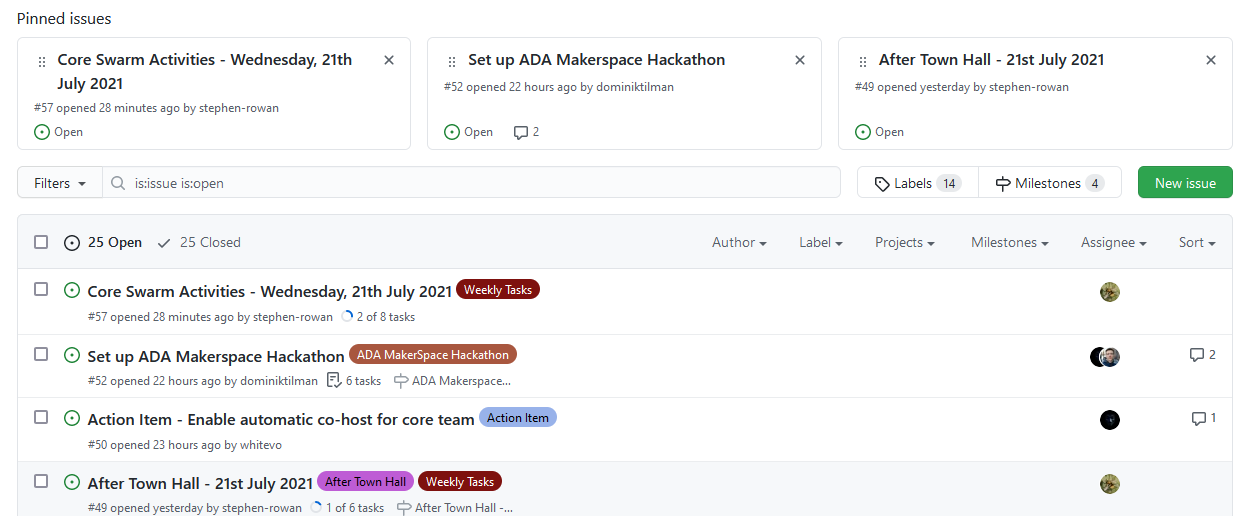 Pinned issues
Core Swarm Activities - Wednesday, 21th
July 2021
#57 opened 28 minutes ago by stephen-rowan
Open
Set up ADA Makerspace Hackathon
#52 opened 22 hours ago by dominiktilman
Open 2
After Town Hall - 21st July 2021
#49 opened yesterday by stephen-rowan
Open
Filters is:issue is:open Labels 14 Milestones 4 New issue
25 Open 25 Closed Author Label Projects Milestones Assignee Sort
Core Swarm Activities - Wednesday, 21th July 2021 Weekly Tasks
#57 opened 28 minutes ago by stephen-rowan 2 of 8 tasks
Set up ADA Makerspace Hackathon ADA MakerSpace Hackathon 2
#52 opened 22 hours ago by dominiktilman 6 tasks ADA Makerspace...
Action Item - Enable automatic co-host for core team Action Item 1
#50 opened 23 hours ago by whitevo
After Town Hall - 21st July 2021 After Town Hall Weekly Tasks
#49 opened yesterday by stephen-rowan 1 of 6 tasks After Town Hall -...